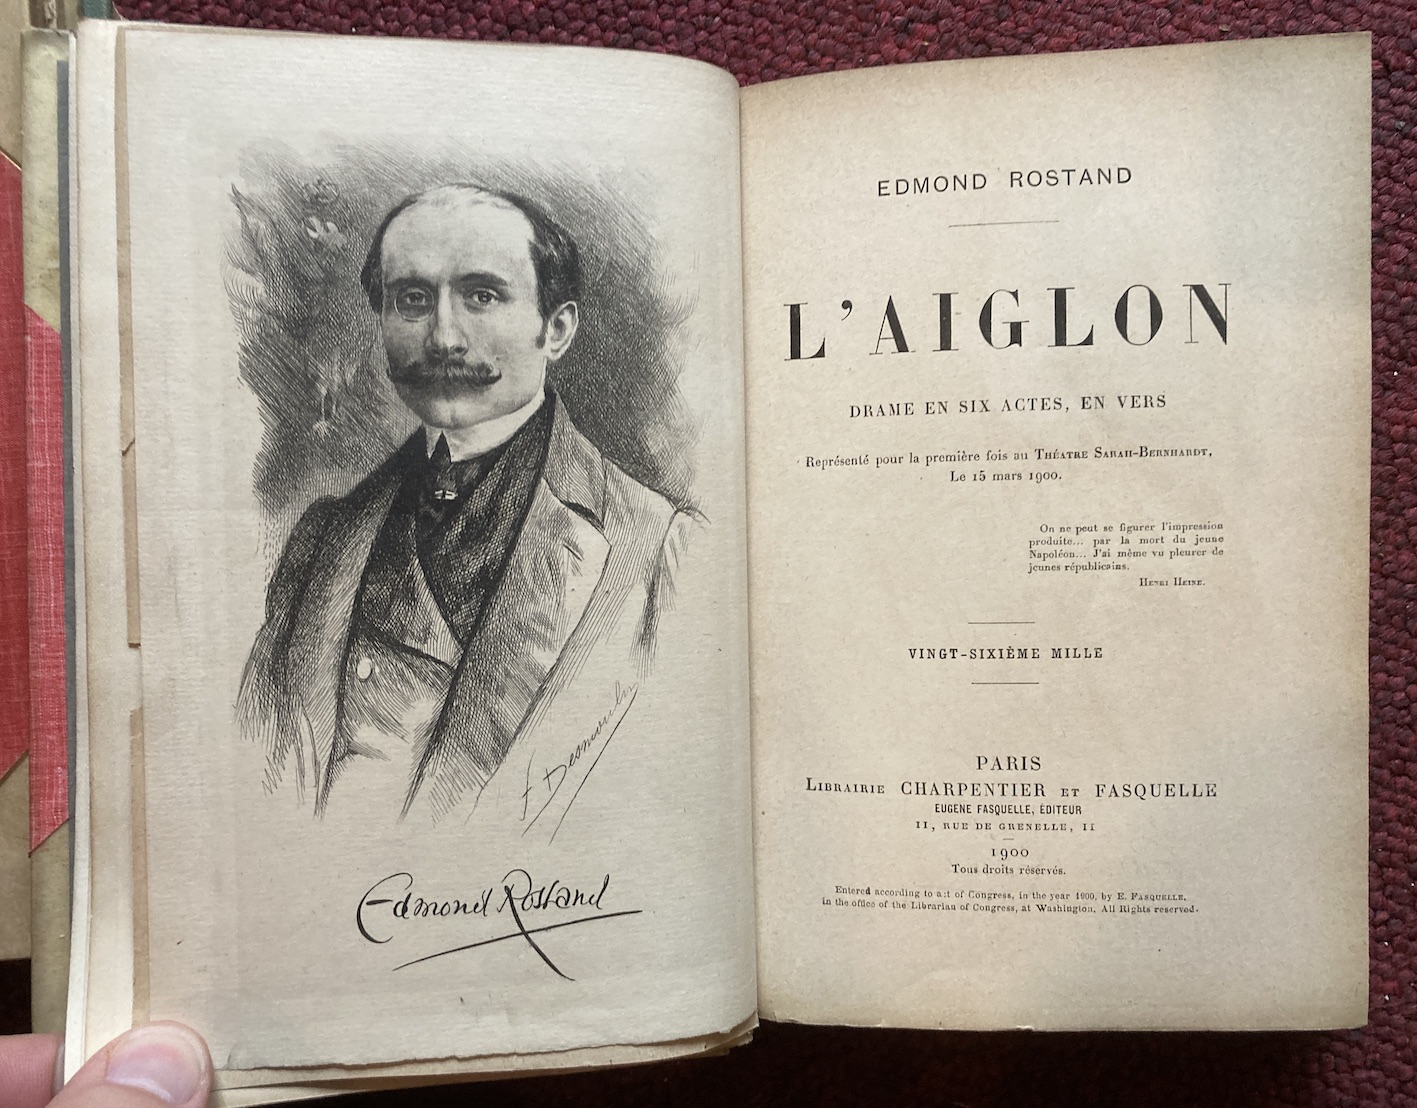 F. Desmoulin
Edmond Rostand
EDMOND ROSTAND
L'AIGLON
DRAME EN SIX ACTES, EN VERS
Représenté pour la première fois au THÉATRE SARAH-BERNHARDT,
Le 15 mars 1900.
On ne peut se figurer l'impression
produite... par la mort du jeune
Napoléon... J'ai même vu pleurer de
jeunes républicains.
HENRI HEINE.
VINGT-SIXIÈME MILLE
PARIS
LIBRAIRIE CHARPENTIER ET FASQUELLE
EUGÈNE FASQUELLE, ÉDITEUR
11, RUE DE GRENELLE, 11
1900
Tous droits réservés.
Entered according to act of Congress, in the year 1900, by E. FASQUELLE,
in the office of the Librarian of Congress, at Washington. All Rights reserved.